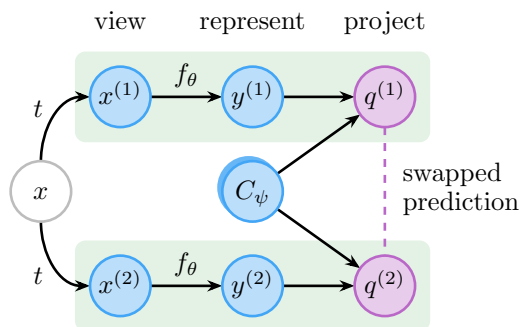 view represent project
t x⁽¹⁾ f_θ y⁽¹⁾ q⁽¹⁾
x C_ψ swapped
prediction
t x⁽²⁾ f_θ y⁽²⁾ q⁽²⁾